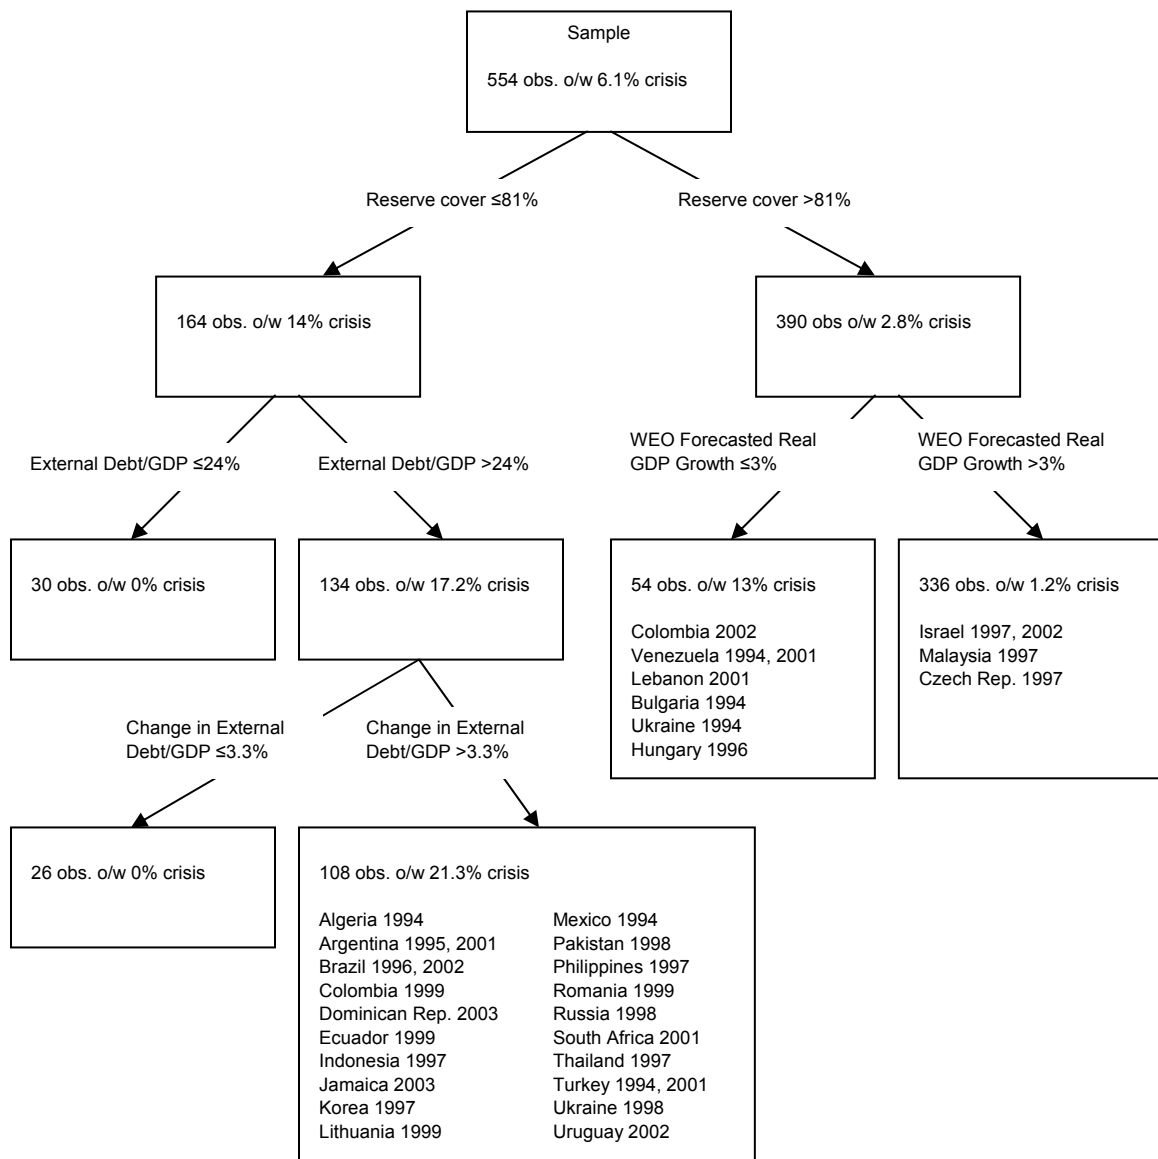 Sample
554 obs. o/w 6.1% crisis
Reserve cover ≤81%
Reserve cover >81%
164 obs. o/w 14% crisis
390 obs o/w 2.8% crisis
External Debt/GDP ≤24%
External Debt/GDP >24%
WEO Forecasted Real
GDP Growth ≤3%
WEO Forecasted Real
GDP Growth >3%
30 obs. o/w 0% crisis
134 obs. o/w 17.2% crisis
54 obs. o/w 13% crisis
Colombia 2002
Venezuela 1994, 2001
Lebanon 2001
Bulgaria 1994
Ukraine 1994
Hungary 1996
336 obs. o/w 1.2% crisis
Israel 1997, 2002
Malaysia 1997
Czech Rep. 1997
Change in External
Debt/GDP ≤3.3%
Change in External
Debt/GDP >3.3%
26 obs. o/w 0% crisis
108 obs. o/w 21.3% crisis
Algeria 1994
Argentina 1995, 2001
Brazil 1996, 2002
Colombia 1999
Dominican Rep. 2003
Ecuador 1999
Indonesia 1997
Jamaica 2003
Korea 1997
Lithuania 1999
Mexico 1994
Pakistan 1998
Philippines 1997
Romania 1999
Russia 1998
South Africa 2001
Thailand 1997
Turkey 1994, 2001
Ukraine 1998
Uruguay 2002